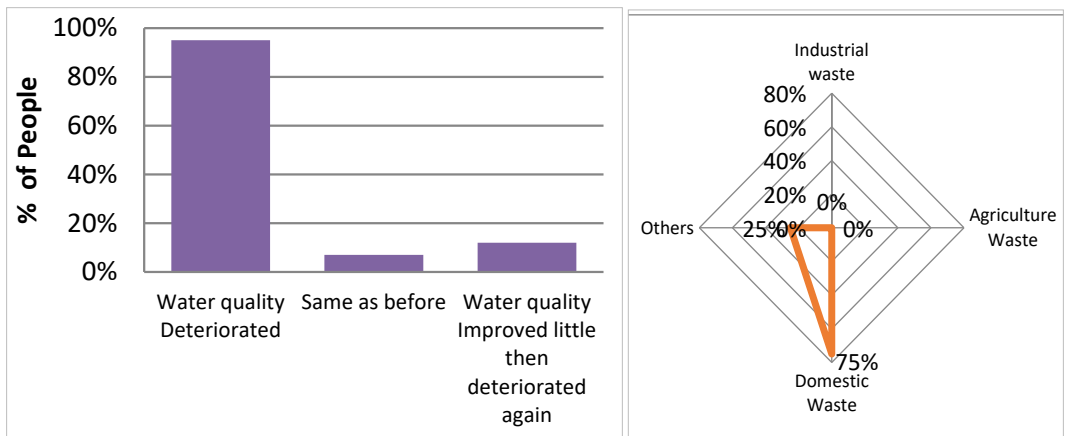 100%
80%
60%
40%
20%
0%
% of People
Water quality
Deteriorated
Same as before
Water quality
Improved little
then
deteriorated
again
Industrial
waste
80%
60%
40%
20%
0%
0%
0%
25%
75%
Agriculture
Waste
Others
Domestic
Waste